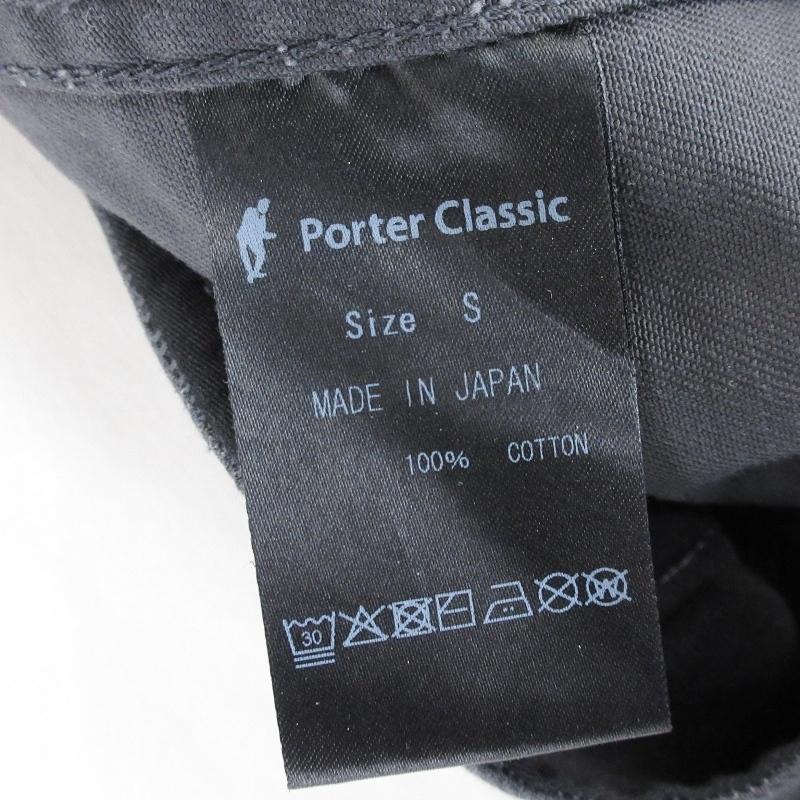 Porter Classic
Size S
MADE IN JAPAN
100% COTTON
30 W